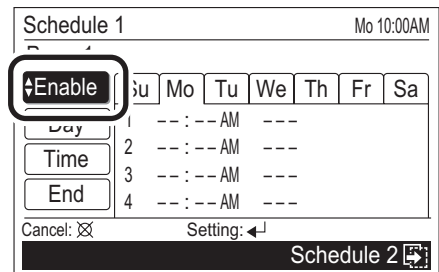 Schedule 1 Mo 10:00AM
Enable Su Mo Tu We Th Fr Sa
Day 1 --:--AM ---
Time 2 --:--AM ---
3 --:--AM ---
End 4 --:--AM ---
Cancel: Setting:
Schedule 2